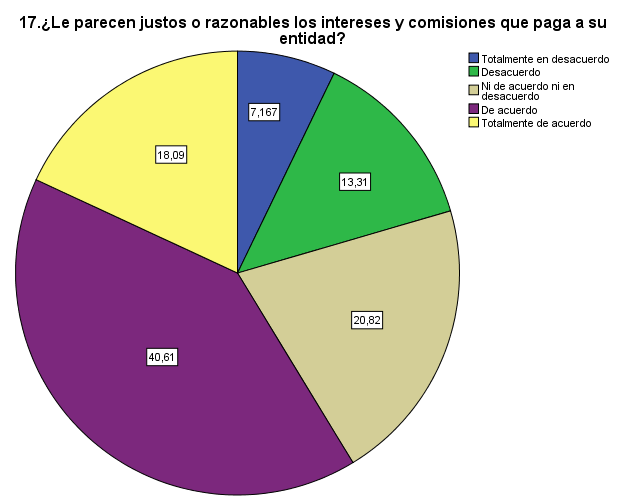 17.¿Le parecen justos o razonables los intereses y comisiones que paga a su
entidad?
Totalmente en desacuerdo
Desacuerdo
Ni de acuerdo ni en
desacuerdo
De acuerdo
Totalmente de acuerdo
7,167
18,09
13,31
20,82
40,61